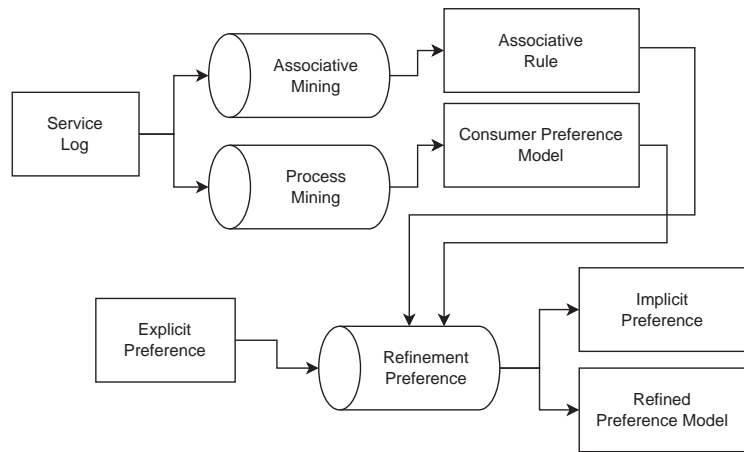 Associative
Mining
Associative
Rule
Service
Log
Process
Mining
Consumer Preference
Model
Explicit
Preference
Refinement
Preference
Implicit
Preference
Refined
Preference Model